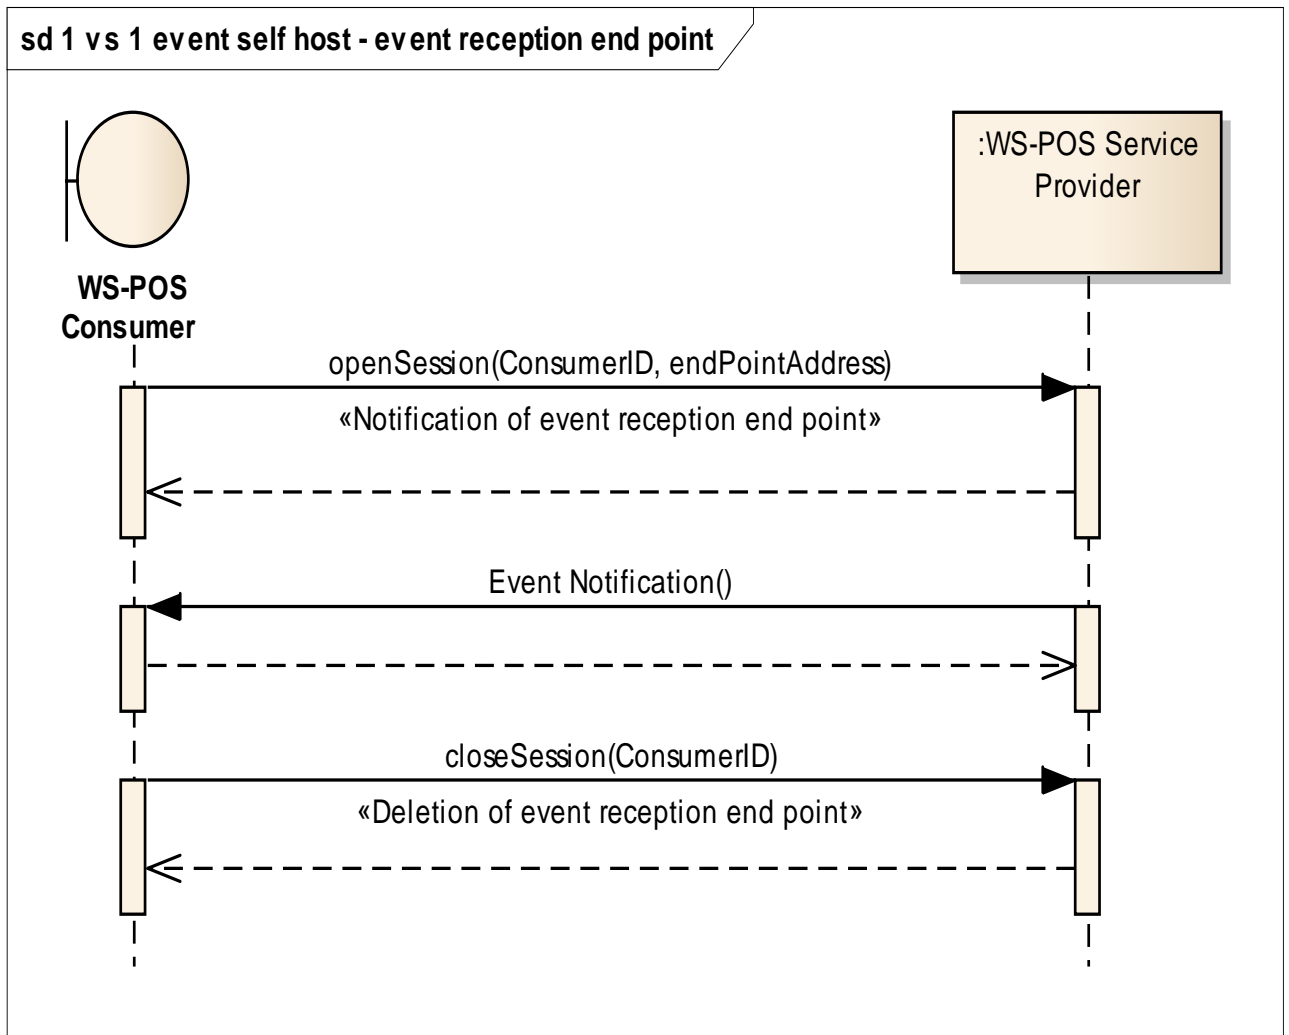 sd 1 vs 1 event self host - event reception end point
:WS-POS Service
Provider
WS-POS
Consumer
openSession(ConsumerID, endPointAddress)
«Notification of event reception end point»
Event Notification()
closeSession(ConsumerID)
«Deletion of event reception end point»